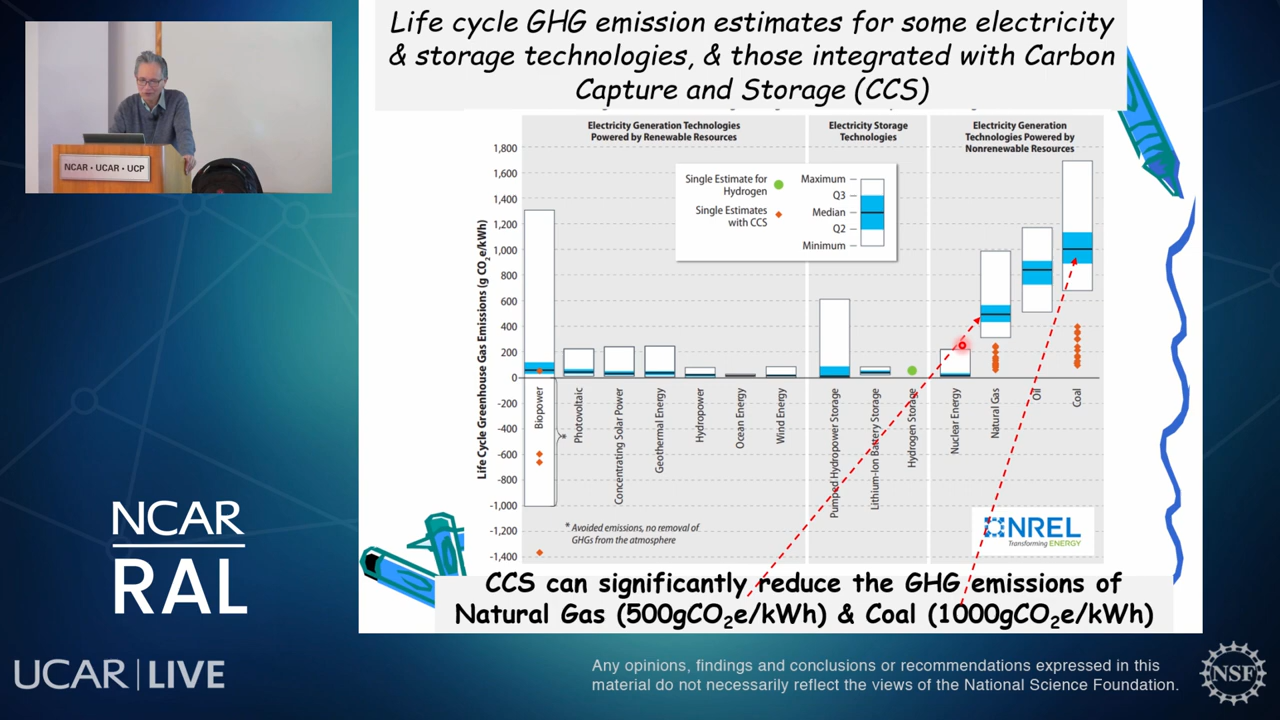 Life cycle GHG emission estimates for some electricity
& storage technologies, & those integrated with Carbon
Capture and Storage (CCS)
NCAR • UCAR • UCP
Electricity Generation Technologies
Powered by Renewable Resources
Electricity Storage
Technologies
Electricity Generation
Technologies Powered by
Nonrenewable Resources
Single Estimate for
Hydrogen
Single Estimates
with CCS
Maximum
Q3
Median
Q2
Minimum
Life Cycle Greenhouse Gas Emissions (g CO2e/kWh)
1,800
1,600
1,400
1,200
1,000
800
600
400
200
0
-200
-400
-600
-800
-1,000
-1,200
-1,400
Biopower
*
Photovoltaic
Concentrating Solar Power
Geothermal Energy
Hydropower
Ocean Energy
Wind Energy
Pumped Hydropower Storage
Lithium-Ion Battery Storage
Hydrogen Storage
Nuclear Energy
Natural Gas
Oil
Coal
* Avoided emissions, no removal of
GHGs from the atmosphere
NREL
Transforming ENERGY
CCS can significantly reduce the GHG emissions of
Natural Gas (500gCO2e/kWh) & Coal (1000gCO2e/kWh)
NCAR
RAL
UCAR | LIVE
Any opinions, findings and conclusions or recommendations expressed in this
material do not necessarily reflect the views of the National Science Foundation.
NSF